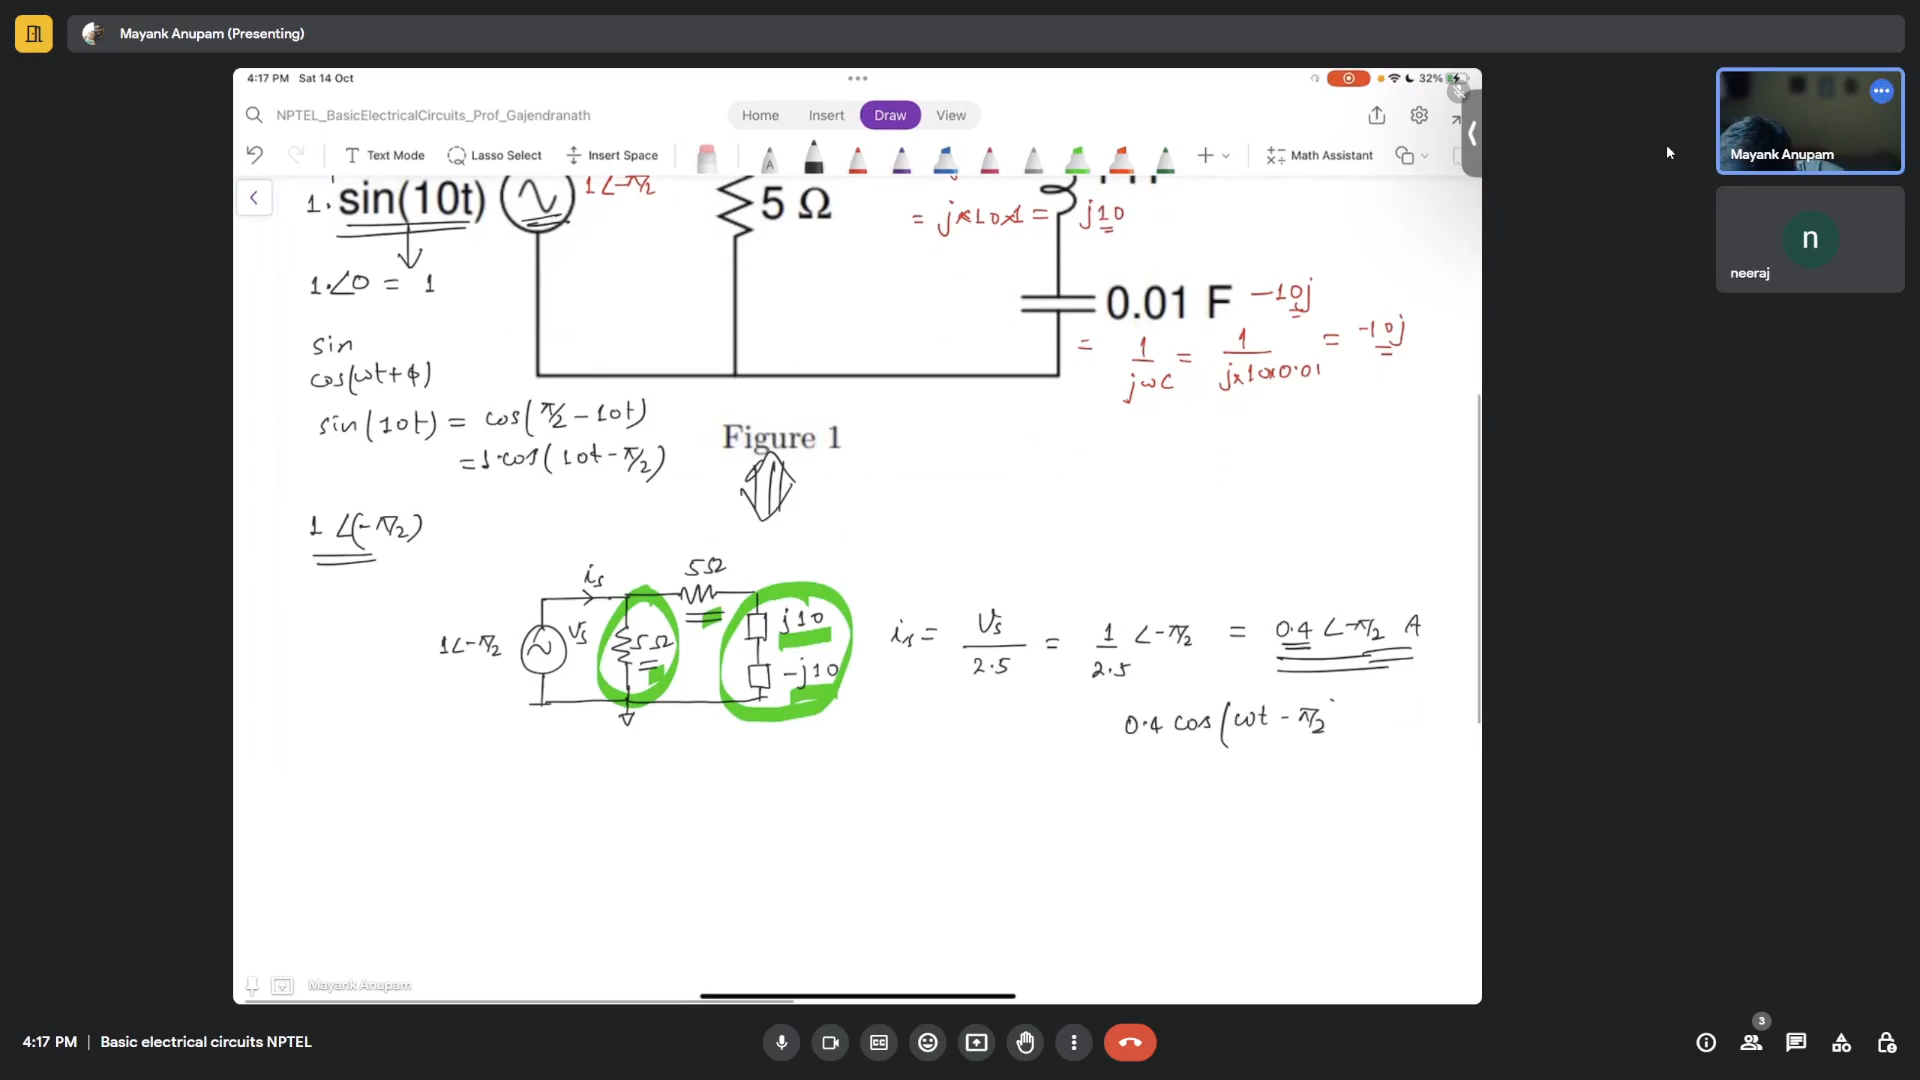 Mayank Anupam (Presenting)
4:17 PM Sat 14 Oct
32%
NPTEL_BasicElectricalCircuits_Prof_Gajendranath
Home Insert Draw View
Text Mode Lasso Select Insert Space Math Assistant
Mayank Anupam
n
neeraj
1. sin(10t) 1∠-π/2 5 Ω = j×10×1 = j10
1.∠0 = 1
0.01 F -10j
= 1/jωC = 1/j×10×0.01 = -10j
sin
cos(ωt+φ)
sin(10t) = cos(π/2 - 10t)
= 1·cos(10t - π/2)
Figure 1
1 ∠(-π/2)
is 5Ω
1∠-π/2 Vs 5Ω j10
-j10
is = Vs/2.5 = 1/2.5 ∠-π/2 = 0.4 ∠-π/2 A
0.4 cos(ωt - π/2
Mayank Anupam
4:17 PM | Basic electrical circuits NPTEL
3